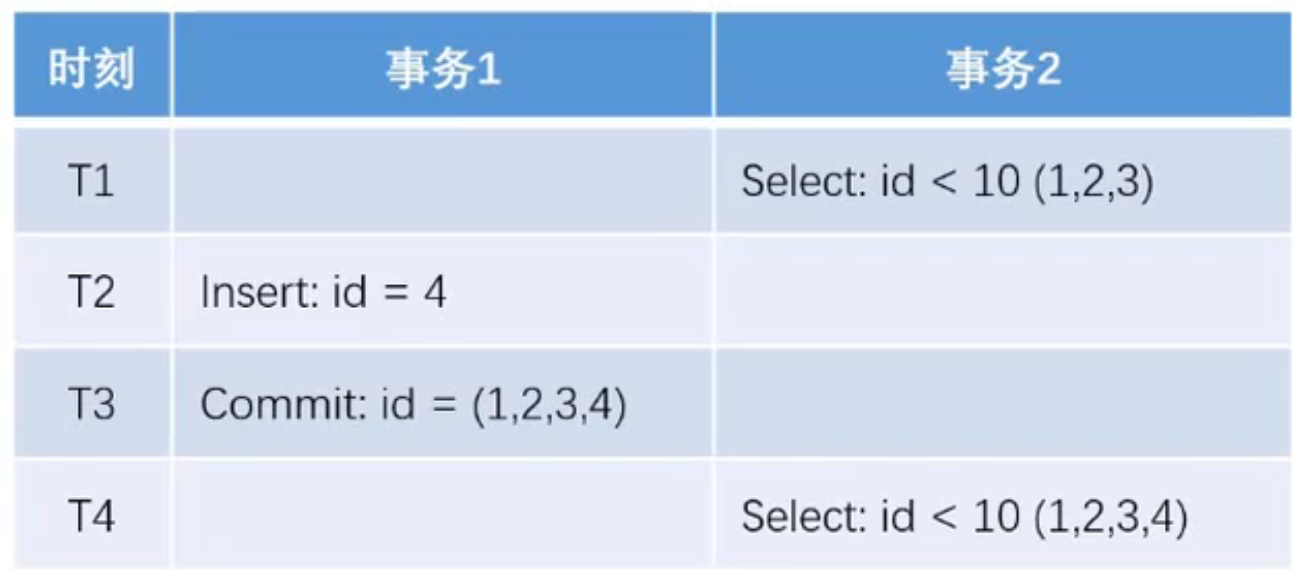 时刻 事务1 事务2
T1 Select: id < 10 (1,2,3)
T2 Insert: id = 4
T3 Commit: id = (1,2,3,4)
T4 Select: id < 10 (1,2,3,4)